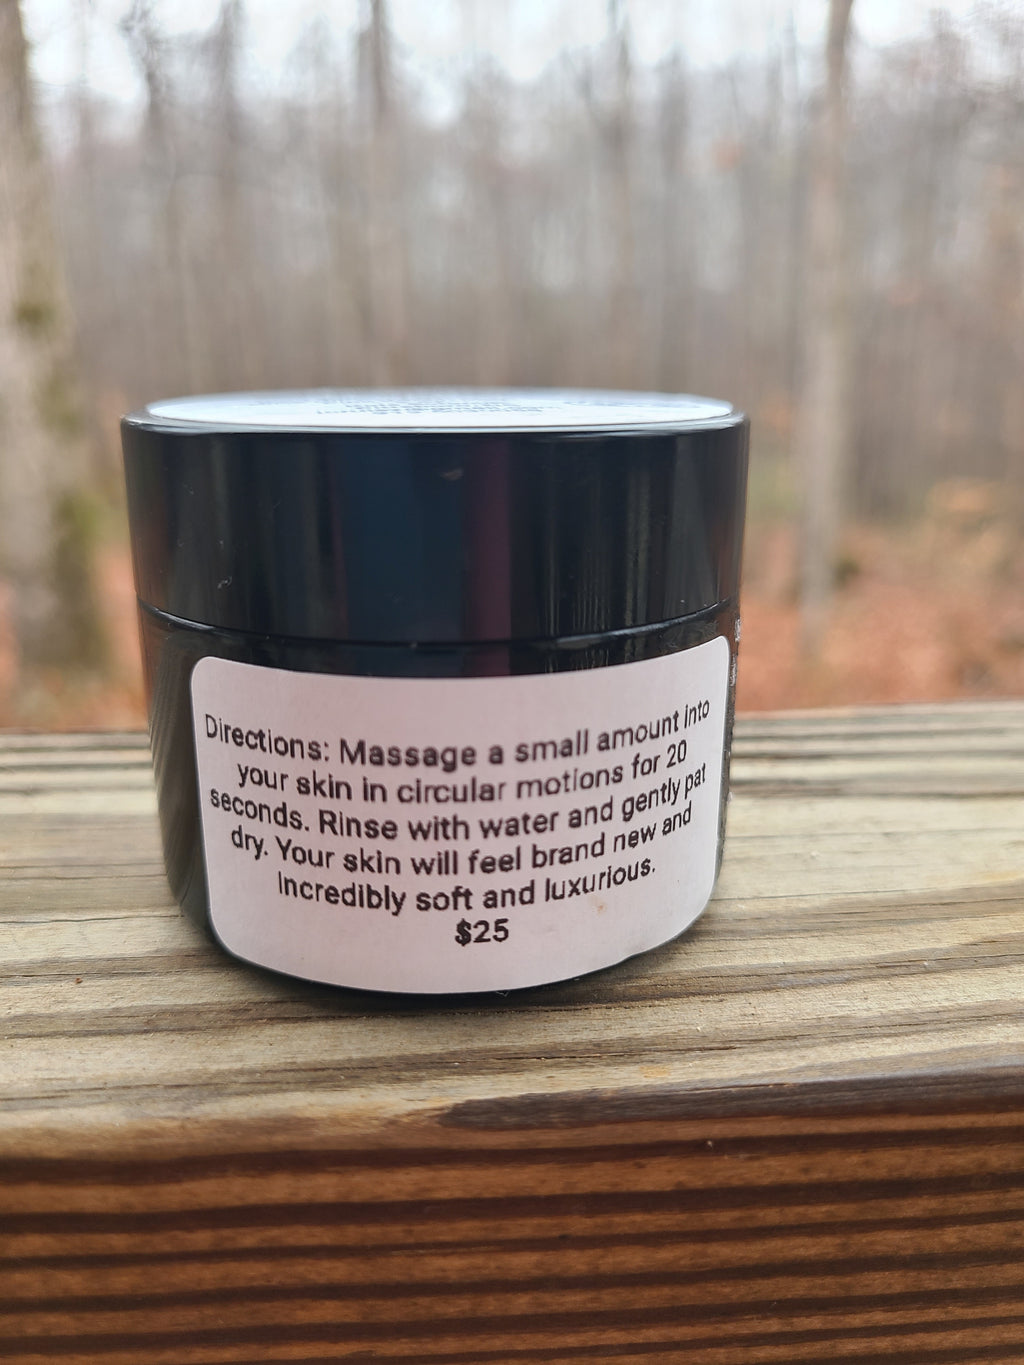 Directions: Massage a small amount into
your skin in circular motions for 20
seconds. Rinse with water and gently pat
dry. Your skin will feel brand new and
incredibly soft and luxurious.
$25